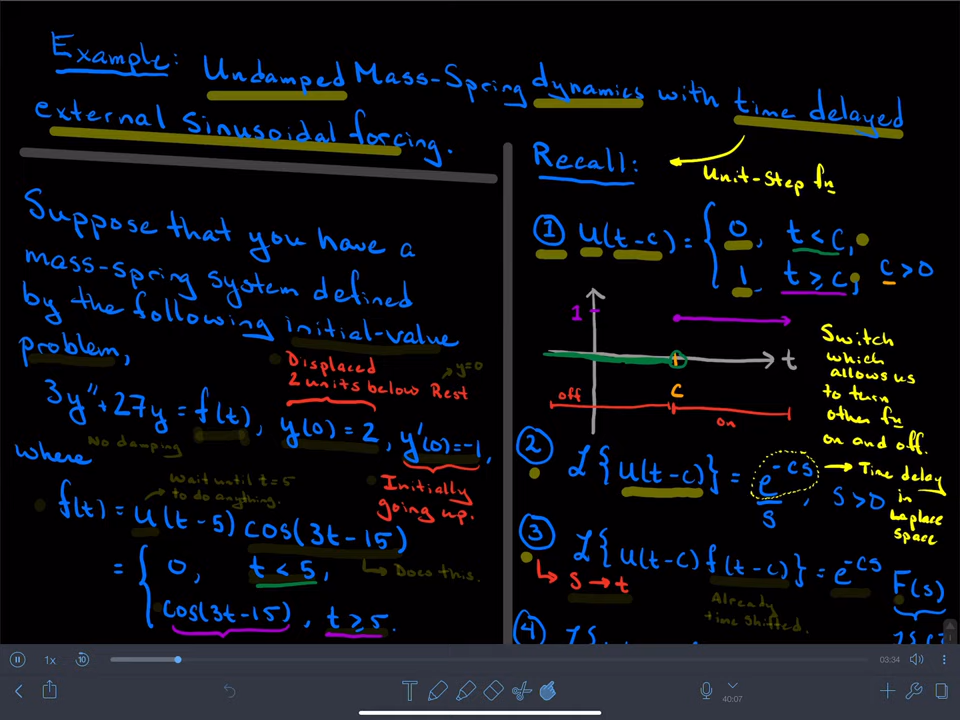 Example: Undamped Mass-Spring dynamics with time delayed
external sinusoidal forcing.
Suppose that you have a
mass-spring system defined
by the following initial-value
problem,
Displaced
2 units below Rest
y=0
3y'' + 27y = f(t), y(0) = 2, y'(0) = -1,
No damping
where
Wait until t = 5
to do anything.
Initially
going up.
f(t) = u(t-5) cos(3t-15)
Does this.
= { 0, t < 5,
cos(3t-15), t ≥ 5.
Recall:
Unit-Step fn
① u(t-c) = { 0, t < c,
1, t ≥ c, c > 0
1
t
c
off
on
Switch
which
allows us
to turn
other fn
on and off.
② ℒ{u(t-c)} = e^{-cs}/s, s > 0
Time delay
in
Laplace
space
③ ℒ{u(t-c) f(t-c)} = e^{-cs} F(s)
s → t
Already
time shifted.
④
1x
10
03:34
40:07